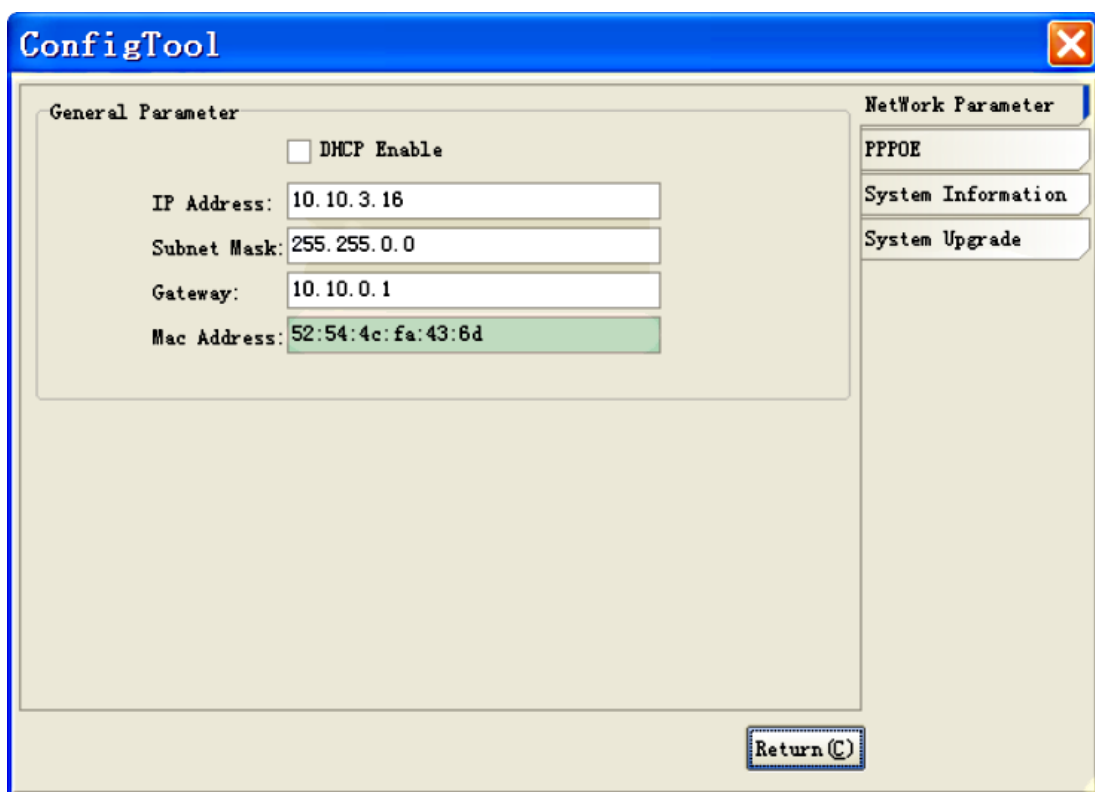 ConfigTool
General Parameter
DHCP Enable
IP Address: 10.10.3.16
Subnet Mask: 255.255.0.0
Gateway: 10.10.0.1
Mac Address: 52:54:4c:fa:43:6d
NetWork Parameter
PPPOE
System Information
System Upgrade
Return(C)